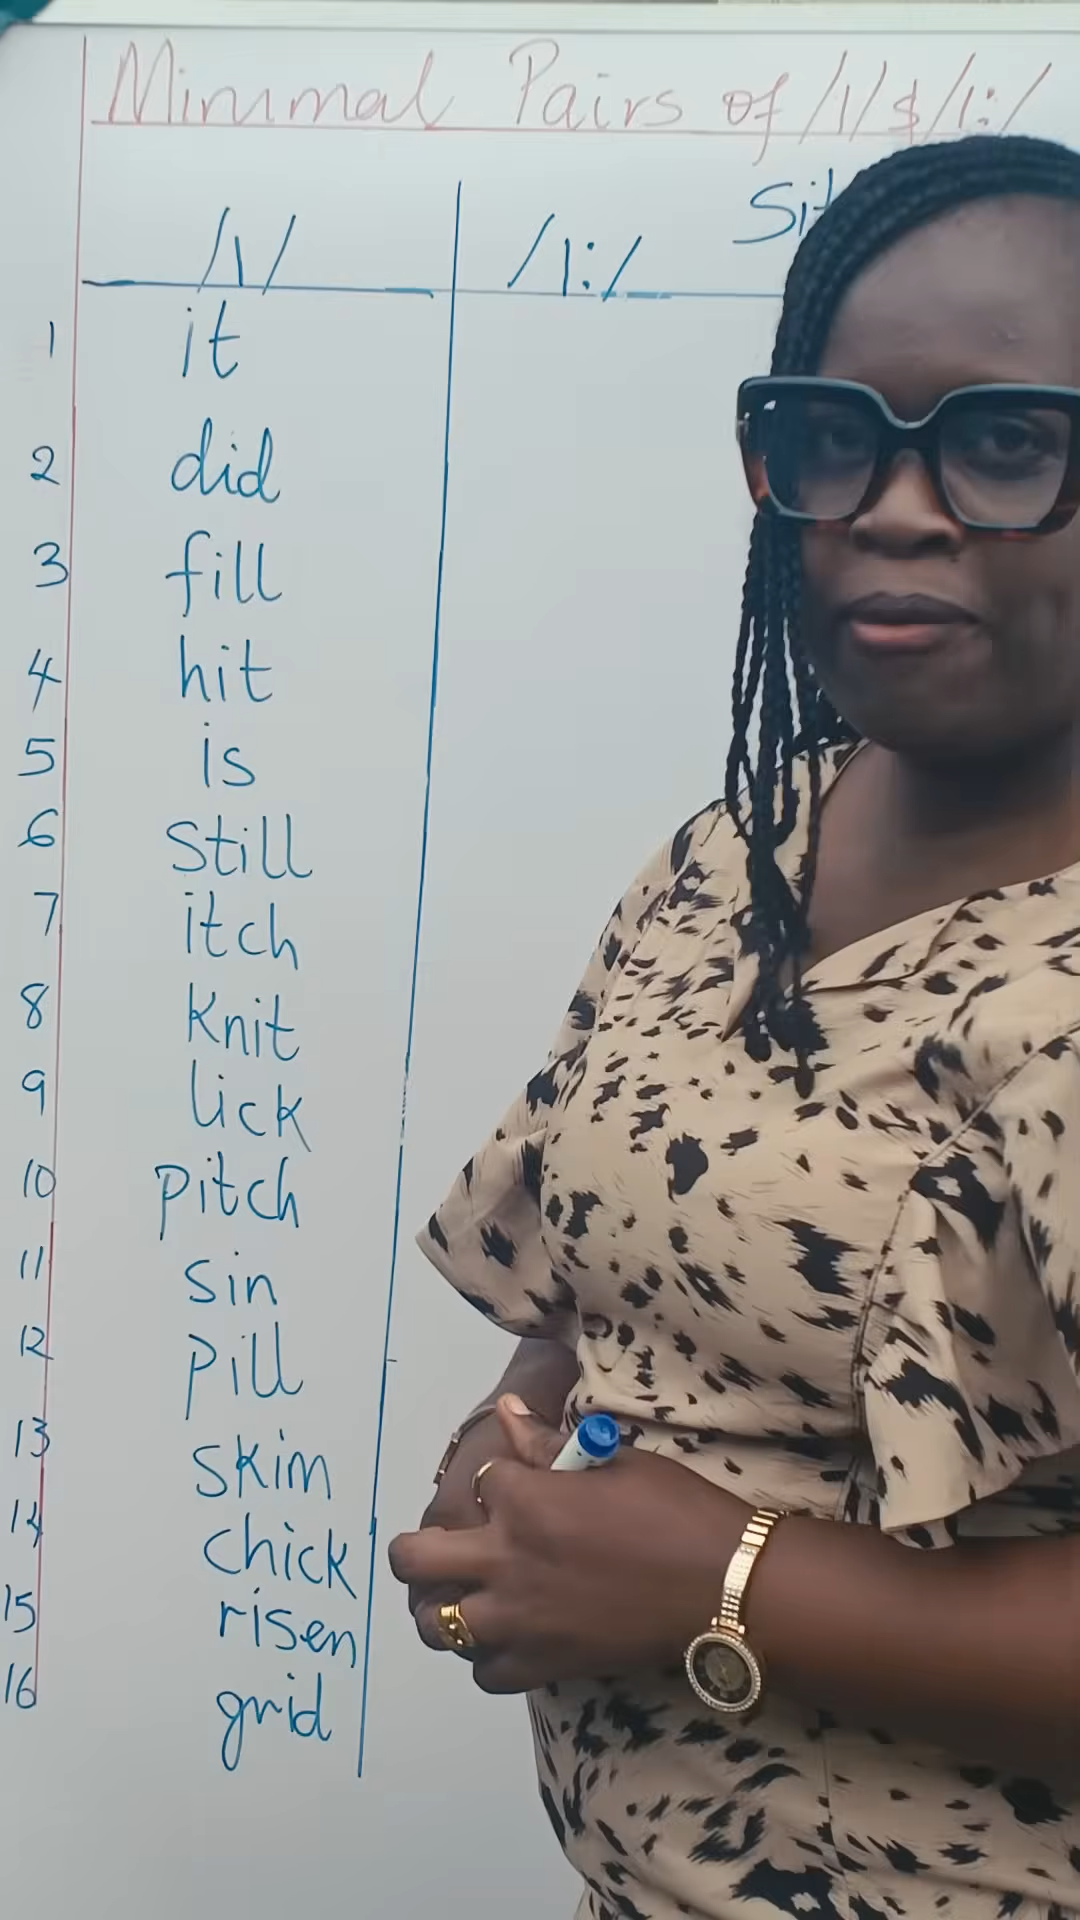 Minimal Pairs of /ɪ/ $ /ɪ:/
Sit
/ɪ/ /ɪ:/
1 it
2 did
3 fill
4 hit
5 is
6 Still
7 itch
8 Knit
9 lick
10 Pitch
11 Sin
12 Pill
13 skim
14 chick
15 risen
16 grid